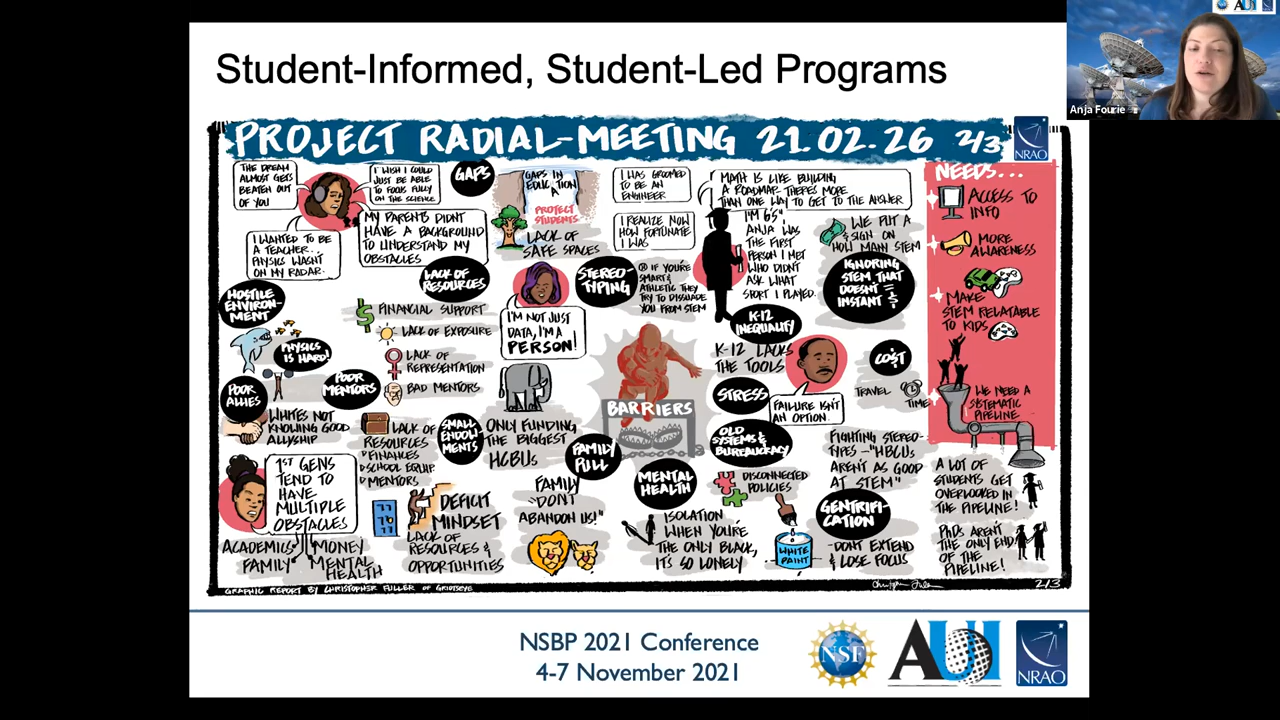 Student-Informed, Student-Led Programs
AUI
Anja Fourie
PROJECT RADIAL-MEETING 21.02.26 2/3
NRAO
THE DREAM
ALMOST GETS
BEATEN OUT
OF YOU
I WISH I COULD
JUST BE ABLE
TO FOCUS FULLY
ON THE SCIENCE
I WANTED TO BE
A TEACHER.
PHYSICS WASN'T
ON MY RADAR.
MY PARENTS DIDN'T
HAVE A BACKGROUND
TO UNDERSTAND MY
OBSTACLES
GAPS
GAPS IN
EDUCATION
PROTECT
STUDENTS
LACK OF
SAFE SPACES
I WAS GROOMED
TO BE AN
ENGINEER
I REALIZE NOW
HOW FORTUNATE
I WAS
MATH IS LIKE BUILDING
A ROADMAP. THERE'S MORE
THAN ONE WAY TO GET TO THE ANSWER
I'M 6'5",
ANJA WAS
THE FIRST
PERSON I MET
WHO DIDN'T
ASK WHAT
SPORT I PLAYED.
WE PUT A
$ SIGN ON
HOW MAIN STEM
IGNORING
STEM THAT
DOESN'T =
INSTANT $
NEEDS...
ACCESS TO
INFO
MORE
AWARENESS
MAKE
STEM RELATABLE
TO KIDS
WE NEED A
SYSTEMATIC
PIPELINE
LACK OF
RESOURCES
FINANCIAL SUPPORT
LACK OF EXPOSURE
LACK OF
REPRESENTATION
BAD MENTORS
HOSTILE
ENVIRON-
MENT
PHYSICS
IS HARD!
POOR
ALLIES
POOR
MENTORS
WHITES NOT
KNOWING GOOD
ALLYSHIP
LACK OF
RESOURCES
FINANCES
SCHOOL EQUIP
MENTORS
STEREO-
TYPING
IF YOU'RE
SMART &
ATHLETIC THEY
TRY TO DISSUADE
YOU FROM STEM
I'M NOT JUST
DATA, I'M A
PERSON!
SMALL
ENDOW
MENTS
ONLY FUNDING
THE BIGGEST
HCBUs
BARRIERS
K-12
INEQUALITY
K-12 LACKS
THE TOOLS
STRESS
FAILURE ISN'T
AN OPTION.
COST
TRAVEL
TIME
OLD
SYSTEMS &
BUREAUCRACY
DISCONNECTED
POLICIES
FIGHTING STEREO-
TYPES - "HBCUs
AREN'T AS GOOD
AT STEM"
FAMILY
PULL
FAMILY
"DON'T
ABANDON US!"
MENTAL
HEALTH
ISOLATION
WHEN YOU'RE
THE ONLY BLACK,
IT'S SO LONELY
1ST GENS
TEND TO
HAVE
MULTIPLE
OBSTACLES
ACADEMICS
MONEY
FAMILY
MENTAL
HEALTH
DEFICIT
MINDSET
LACK OF
RESOURCES &
OPPORTUNITIES
WHITE
PAINT
GENTRIFI-
CATION
-DON'T EXTEND
& LOSE FOCUS
A LOT OF
STUDENTS GET
OVERLOOKED IN
THE PIPELINE!
PhDs AREN'T
THE ONLY END
OF THE
PIPELINE!
GRAPHIC REPORT BY CHRISTOPHER FULLER OF GRIOTSEYE
2/3
NSBP 2021 Conference
4-7 November 2021
NSF
AUI
NRAO